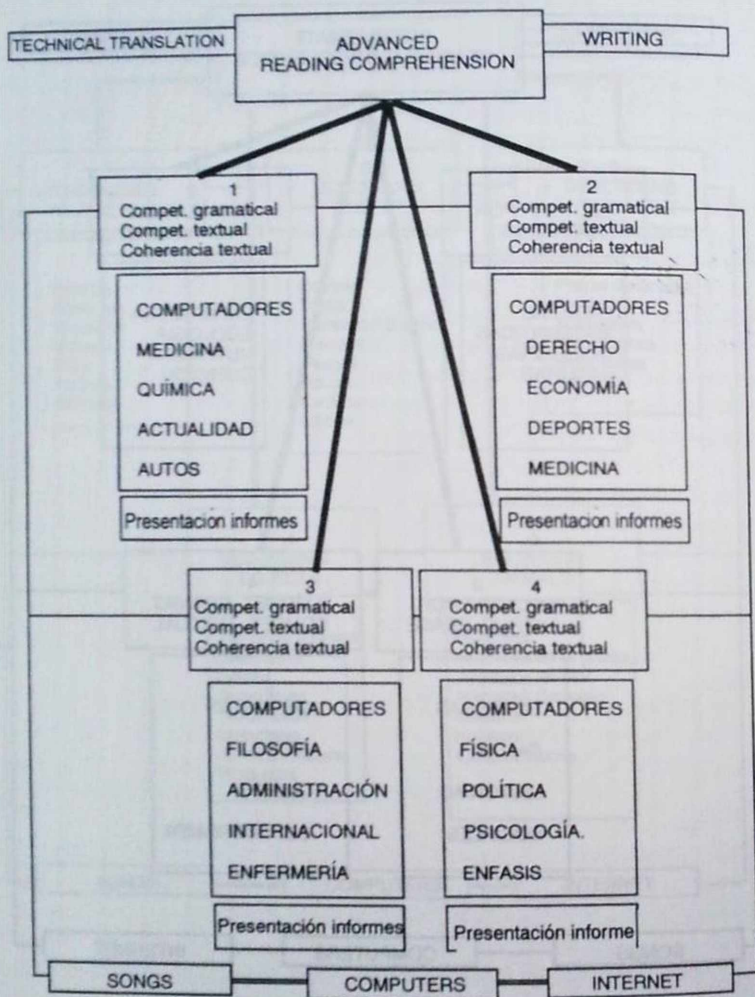 TECHNICAL TRANSLATION
ADVANCED
READING COMPREHENSION
WRITING
1
Compet. gramatical
Compet. textual
Coherencia textual
COMPUTADORES
MEDICINA
QUÍMICA
ACTUALIDAD
AUTOS
Presentación informes
2
Compet. gramatical
Compet. textual
Coherencia textual
COMPUTADORES
DERECHO
ECONOMÍA
DEPORTES
MEDICINA
Presentacion informes
3
Compet. gramatical
Compet. textual
Coherencia textual
COMPUTADORES
FILOSOFÍA
ADMINISTRACIÓN
INTERNACIONAL
ENFERMERÍA
Presentación informes
4
Compet. gramatical
Compet. textual
Coherencia textual
COMPUTADORES
FÍSICA
POLÍTICA
PSICOLOGÍA.
ENFASIS
Presentación informe
SONGS
COMPUTERS
INTERNET